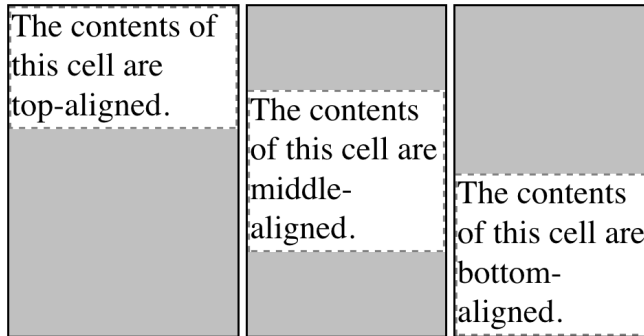 The contents of
this cell are
top-aligned.
The contents
of this cell are
middle-
aligned.
The contents
of this cell are
bottom-
aligned.